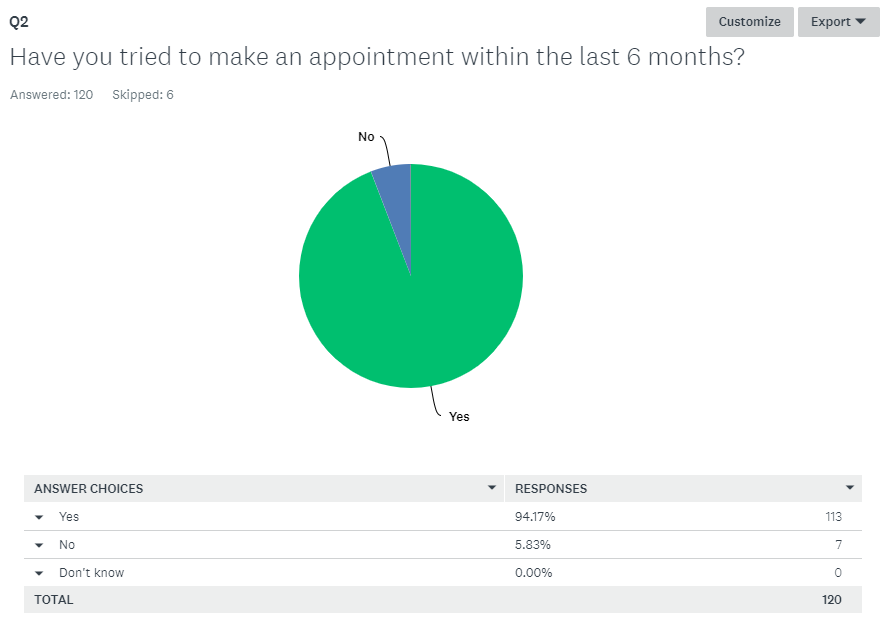 Q2
Customize
Export
Have you tried to make an appointment within the last 6 months?
Answered: 120 Skipped: 6
No
Yes
ANSWER CHOICES RESPONSES
Yes 94.17% 113
No 5.83% 7
Don't know 0.00% 0
TOTAL 120